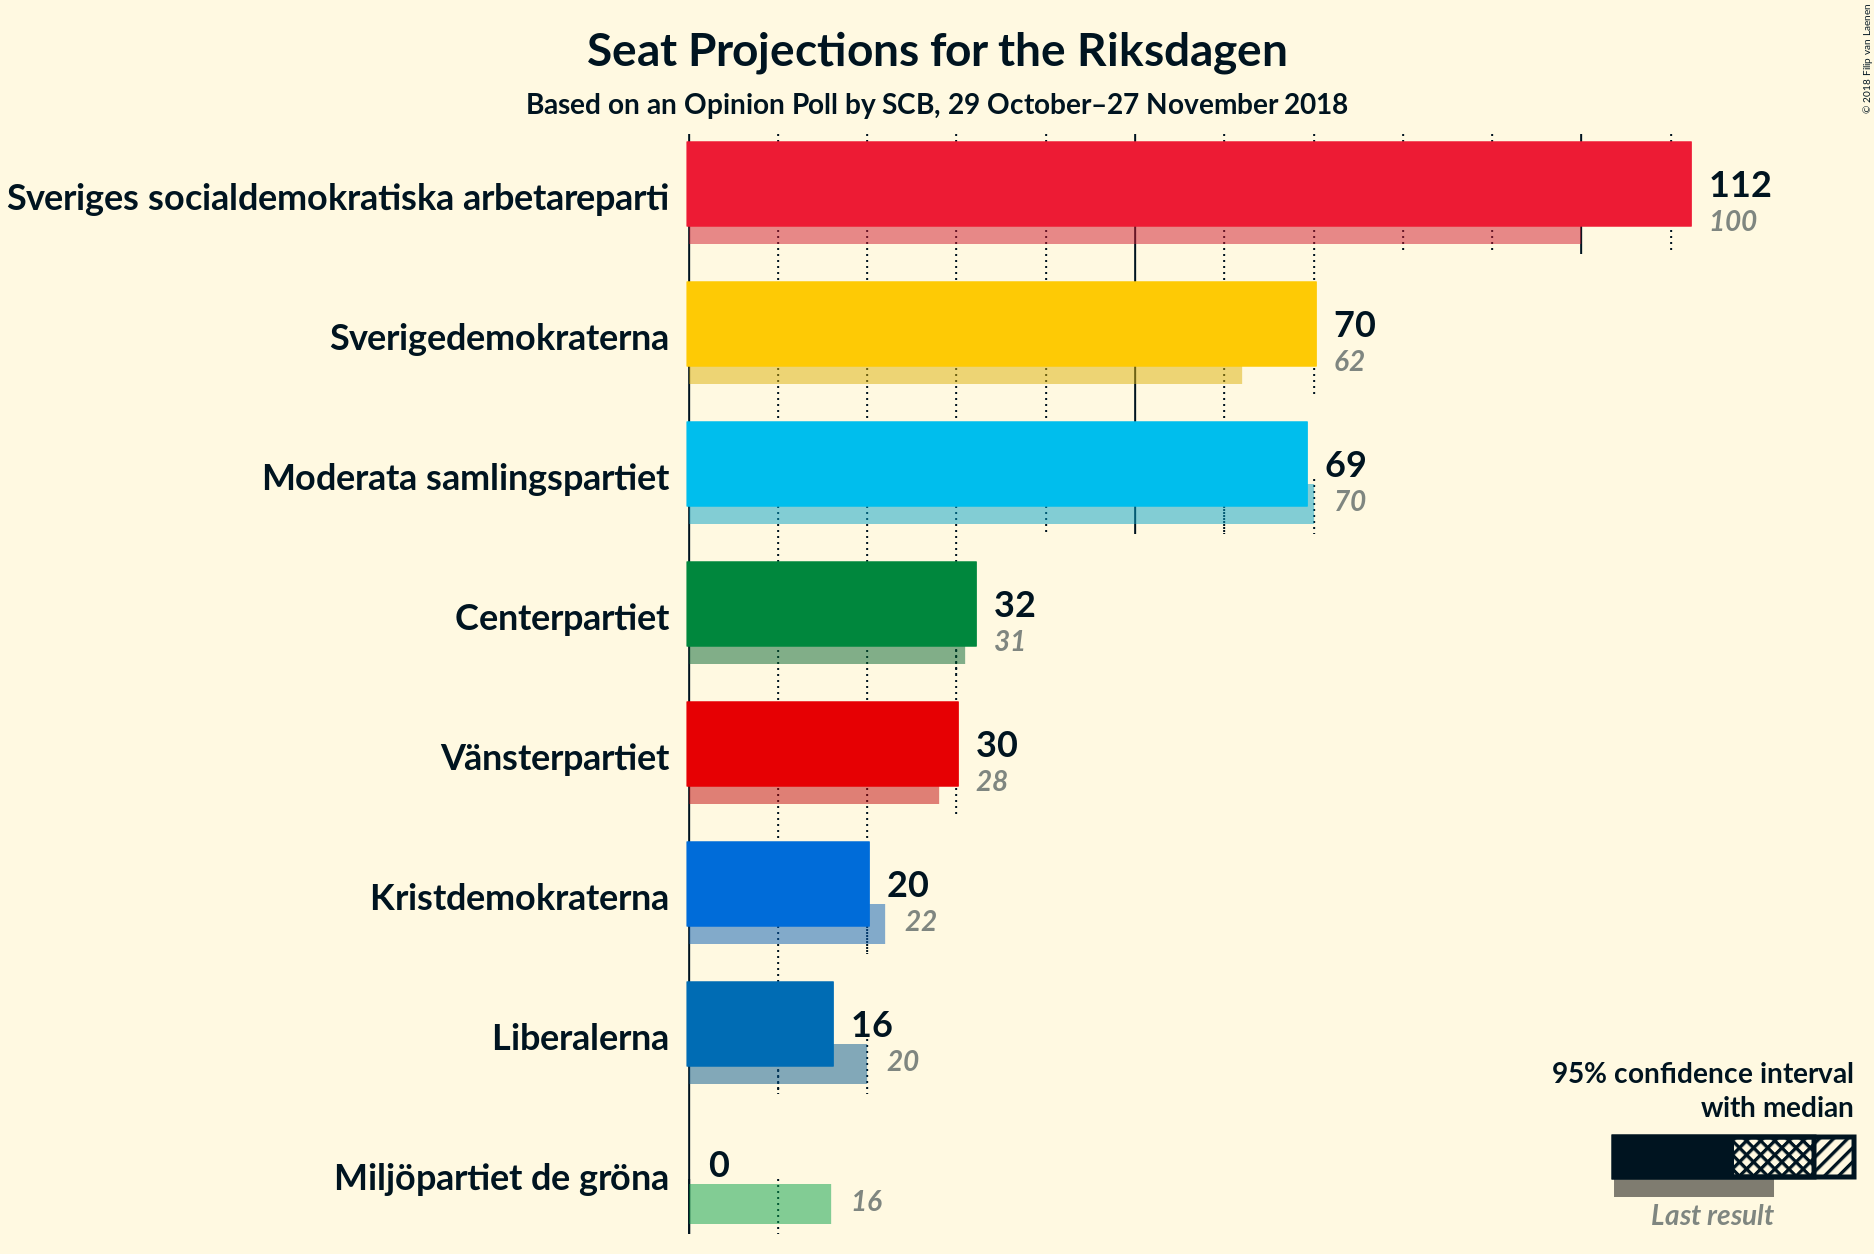 Seat Projections for the Riksdagen
Based on an Opinion Poll by SCB, 29 October–27 November 2018
© 2018 Filip van Laenen
Sveriges socialdemokratiska arbetareparti
112
100
Sverigedemokraterna
70
62
Moderata samlingspartiet
69
70
Centerpartiet
32
31
Vänsterpartiet
30
28
Kristdemokraterna
20
22
Liberalerna
16
20
Miljöpartiet de gröna
0
16
95% confidence interval
with median
Last result